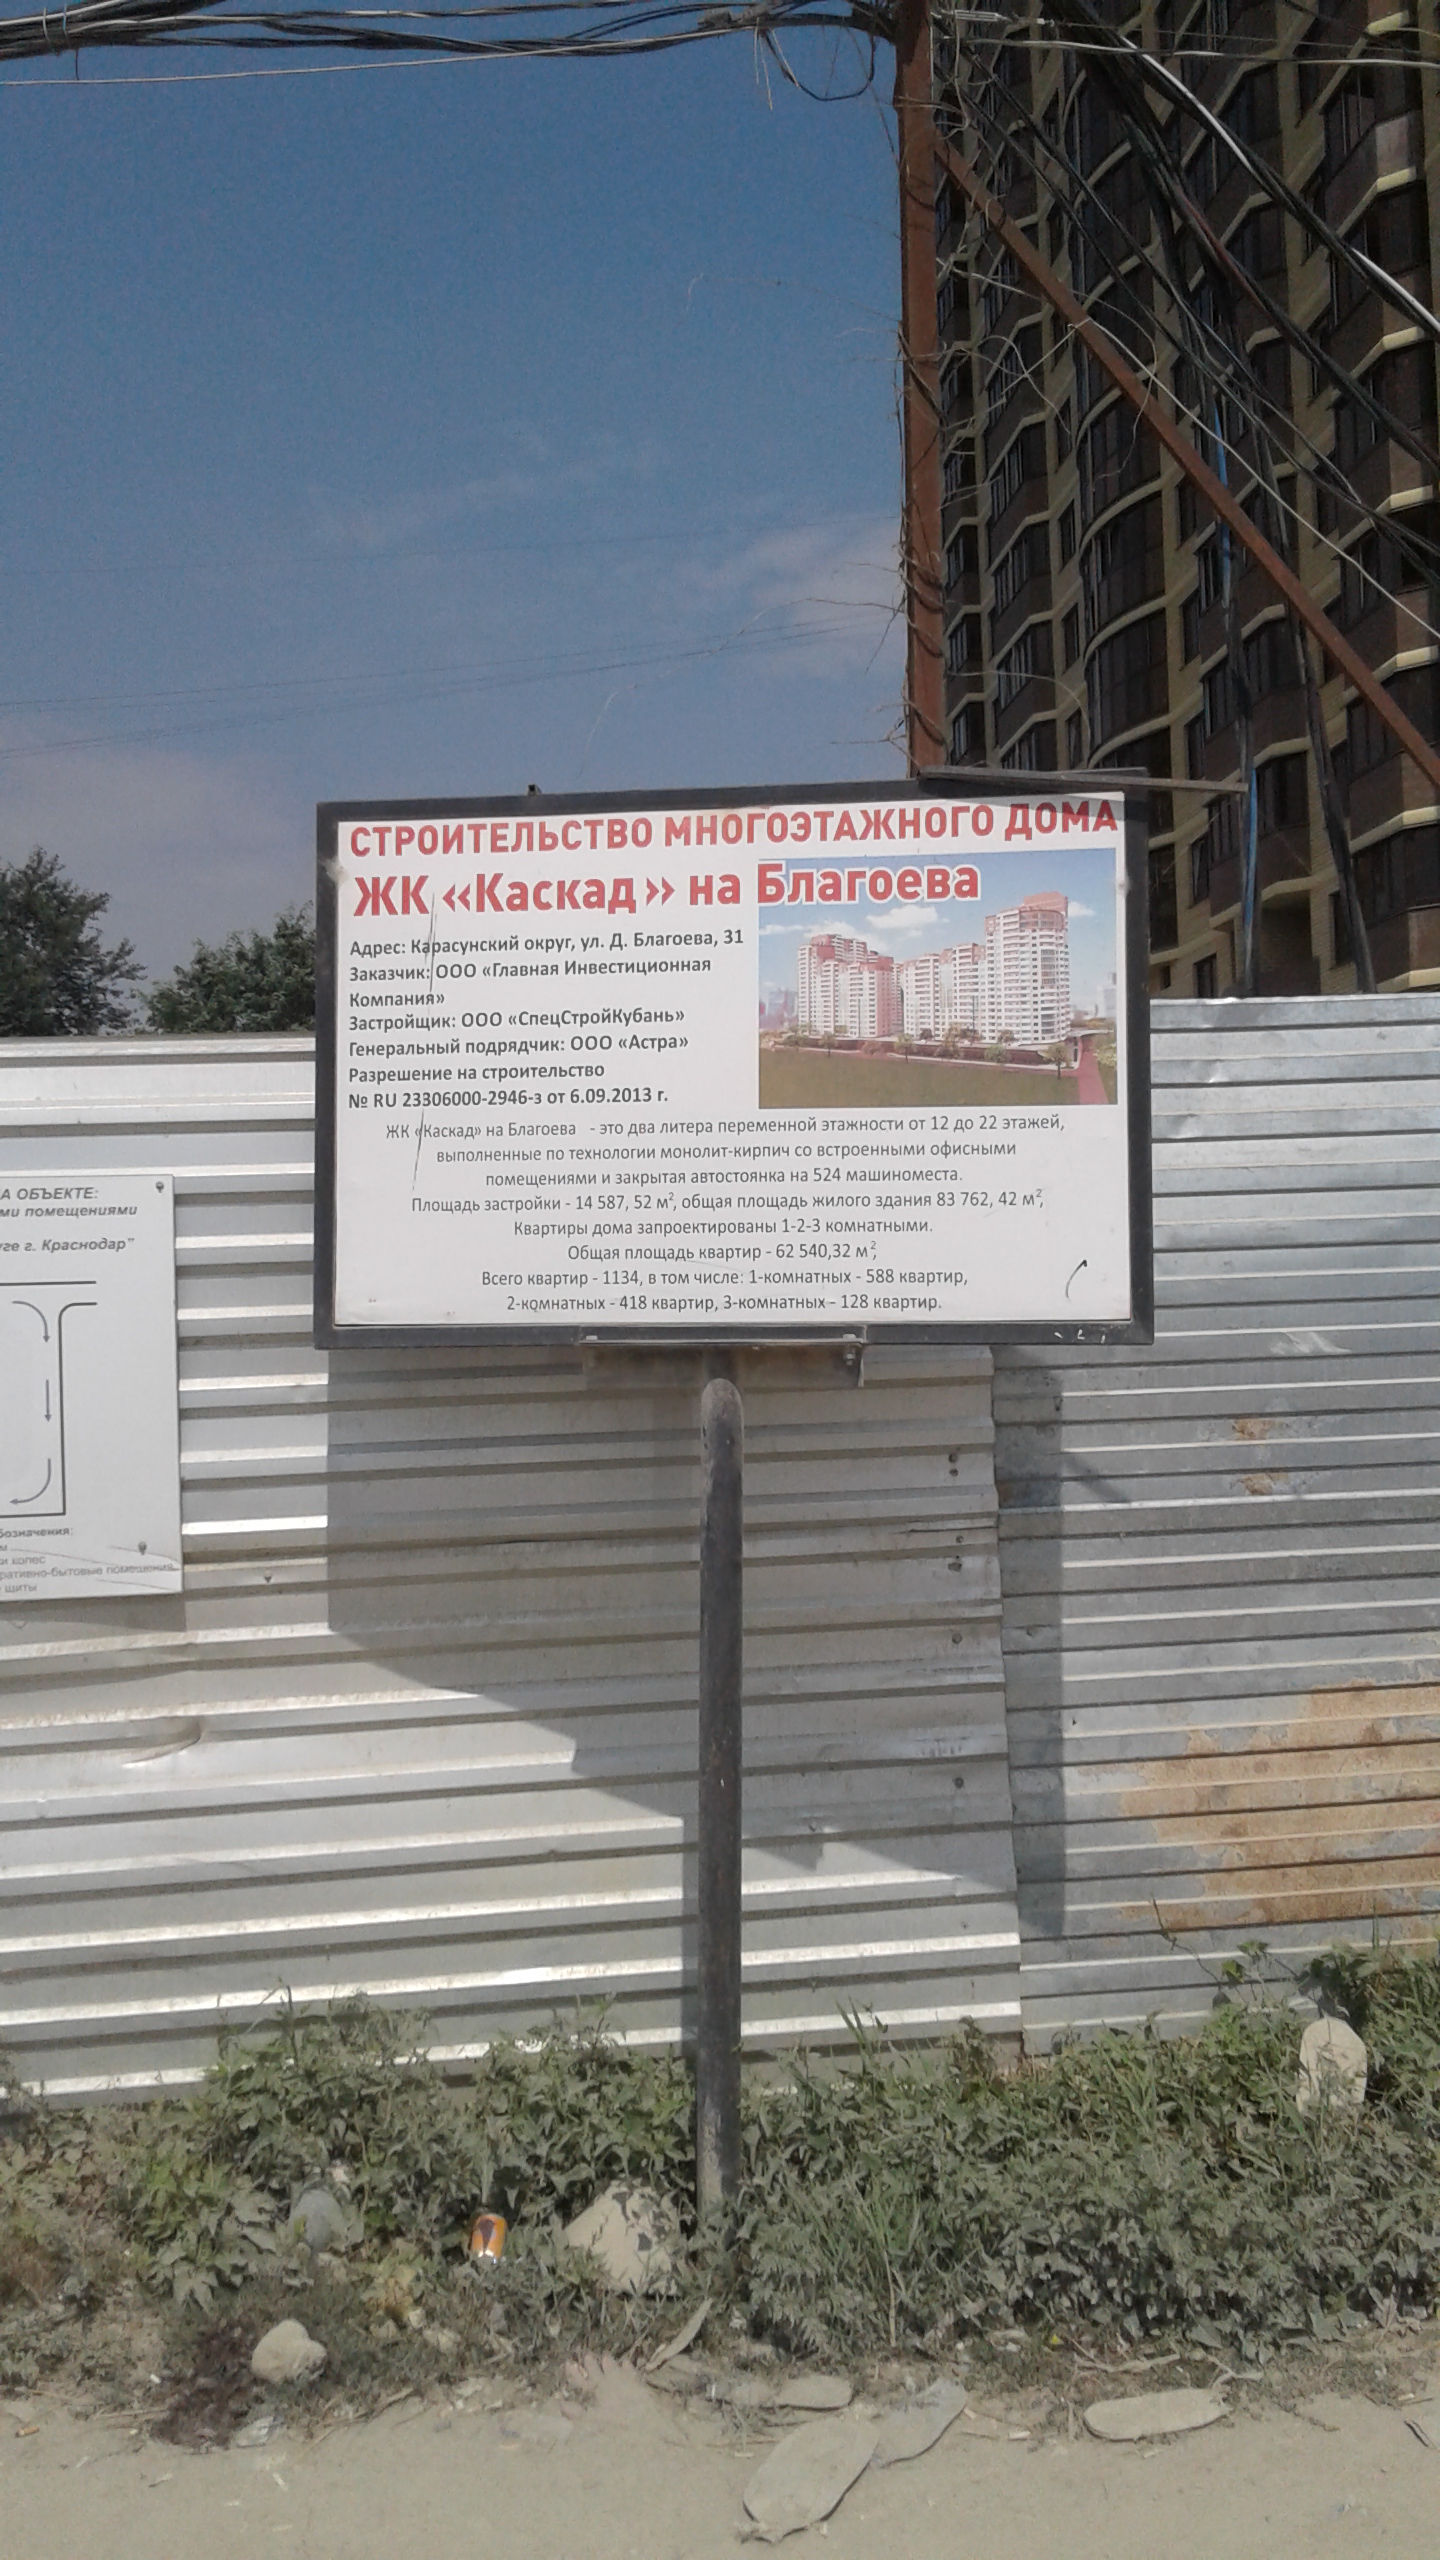 СТРОИТЕЛЬСТВО МНОГОЭТАЖНОГО ДОМА
ЖК «Каскад» на Благоева
Адрес: Карасунский округ, ул. Д. Благоева, 31
Заказчик: ООО «Главная Инвестиционная
Компания»
Застройщик: ООО «СпецСтройКубань»
Генеральный подрядчик: ООО «Астра»
Разрешение на строительство
№ RU 23306000-2946-з от 6.09.2013 г.
ЖК «Каскад» на Благоева - это два литера переменной этажности от 12 до 22 этажей,
выполненные по технологии монолит-кирпич со встроенными офисными
помещениями и закрытая автостоянка на 524 машиноместа.
Площадь застройки - 14 587, 52 м², общая площадь жилого здания 83 762, 42 м²,
Квартиры дома запроектированы 1-2-3 комнатными.
Общая площадь квартир - 62 540,32 м²,
Всего квартир - 1134, в том числе: 1-комнатных - 588 квартир,
2-комнатных - 418 квартир, 3-комнатных - 128 квартир.
А ОБЪЕКТЕ:
ми помещениями
уге г. Краснодар"
бозначения:
м
и колес
ративно-бытовые помещения
щиты